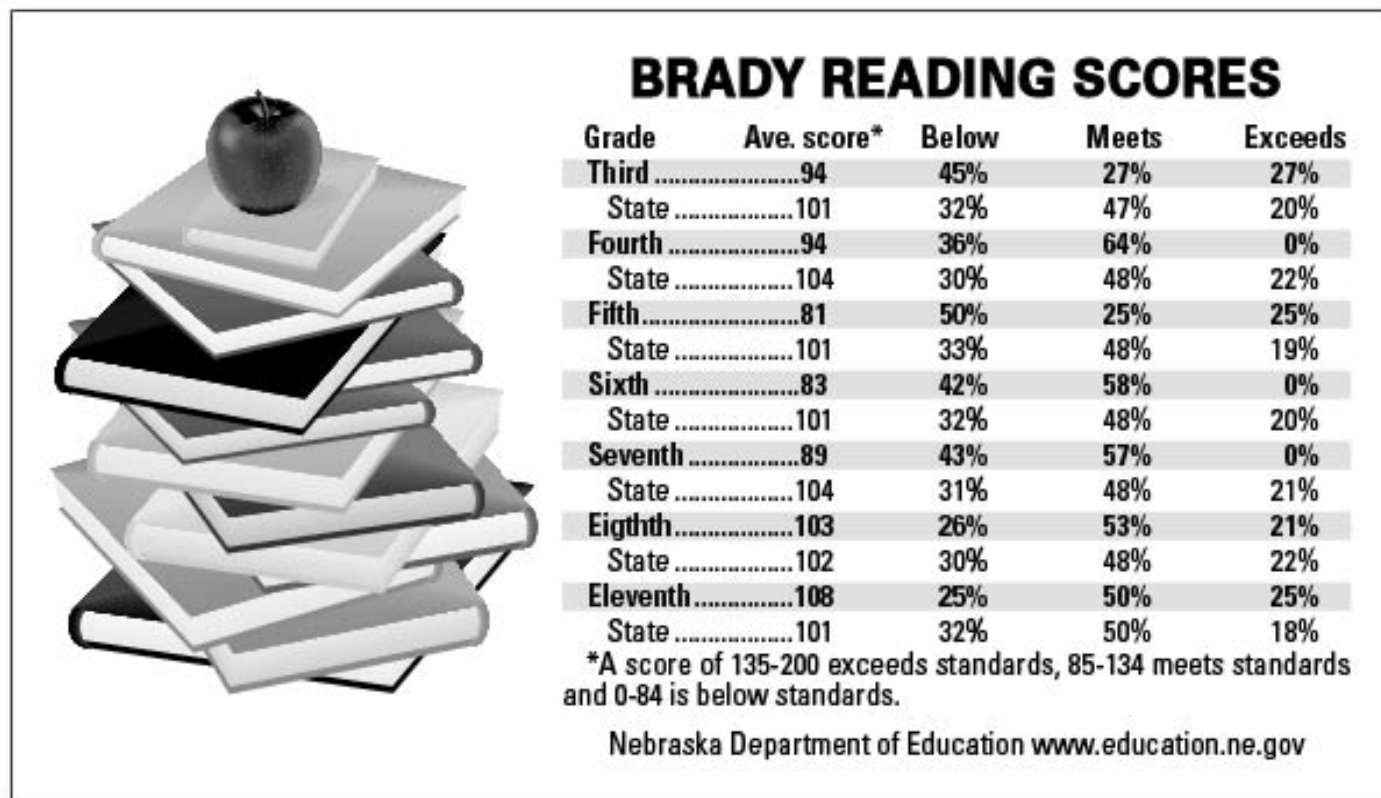 BRADY READING SCORES
Grade Ave. score* Below Meets Exceeds
Third ......................94 45% 27% 27%
State ..................101 32% 47% 20%
Fourth ....................94 36% 64% 0%
State ..................104 30% 48% 22%
Fifth........................81 50% 25% 25%
State ..................101 33% 48% 19%
Sixth .......................83 42% 58% 0%
State ..................101 32% 48% 20%
Seventh .................89 43% 57% 0%
State ..................104 31% 48% 21%
Eigthth..................103 26% 53% 21%
State ..................102 30% 48% 22%
Eleventh...............108 25% 50% 25%
State ..................101 32% 50% 18%
*A score of 135-200 exceeds standards, 85-134 meets standards
and 0-84 is below standards.
Nebraska Department of Education www.education.ne.gov